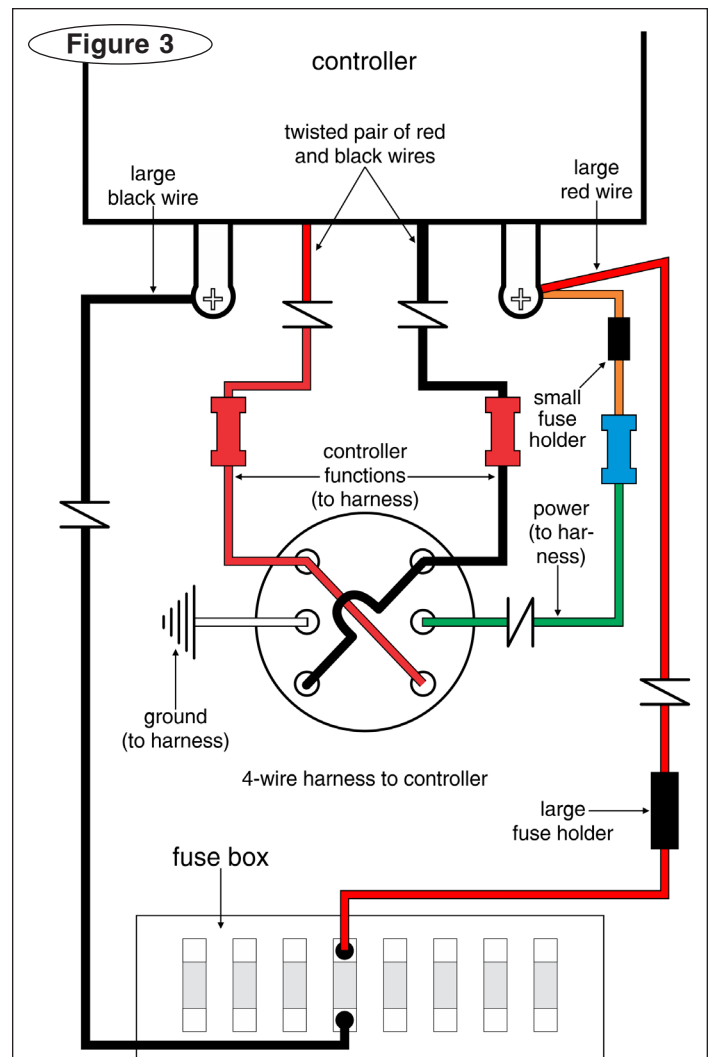 Figure 3
controller
twisted pair of red
and black wires
large
black wire
large
red wire
small
fuse
holder
controller
functions
(to harness)
power
(to har-
ness)
ground
(to harness)
4-wire harness to controller
large
fuse holder
fuse box